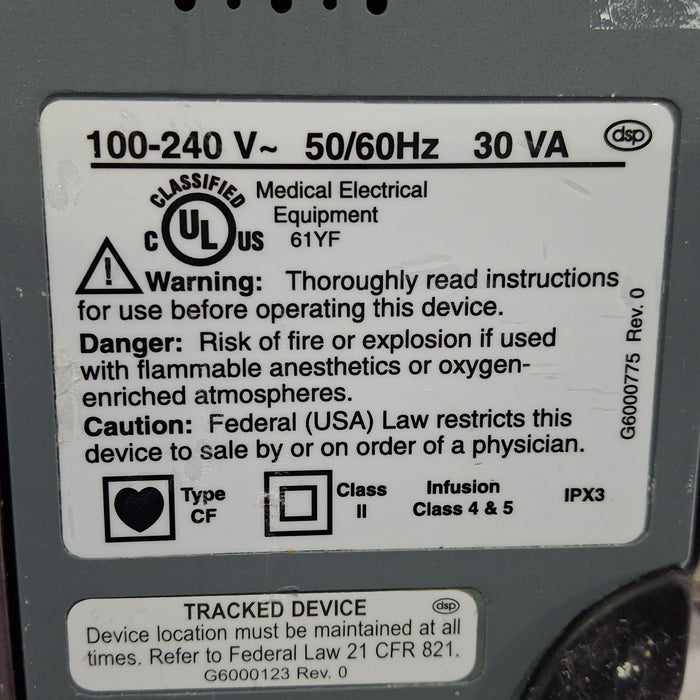 100-240 V~ 50/60Hz 30 VA dsp
CLASSIFIED
C UL US
Medical Electrical
Equipment
61YF
Warning: Thoroughly read instructions
for use before operating this device.
Danger: Risk of fire or explosion if used
with flammable anesthetics or oxygen-
enriched atmospheres.
Caution: Federal (USA) Law restricts this
device to sale by or on order of a physician.
G6000775 Rev. 0
Type
CF
Class
II
Infusion
Class 4 & 5
IPX3
TRACKED DEVICE dsp
Device location must be maintained at all
times. Refer to Federal Law 21 CFR 821.
G6000123 Rev. 0